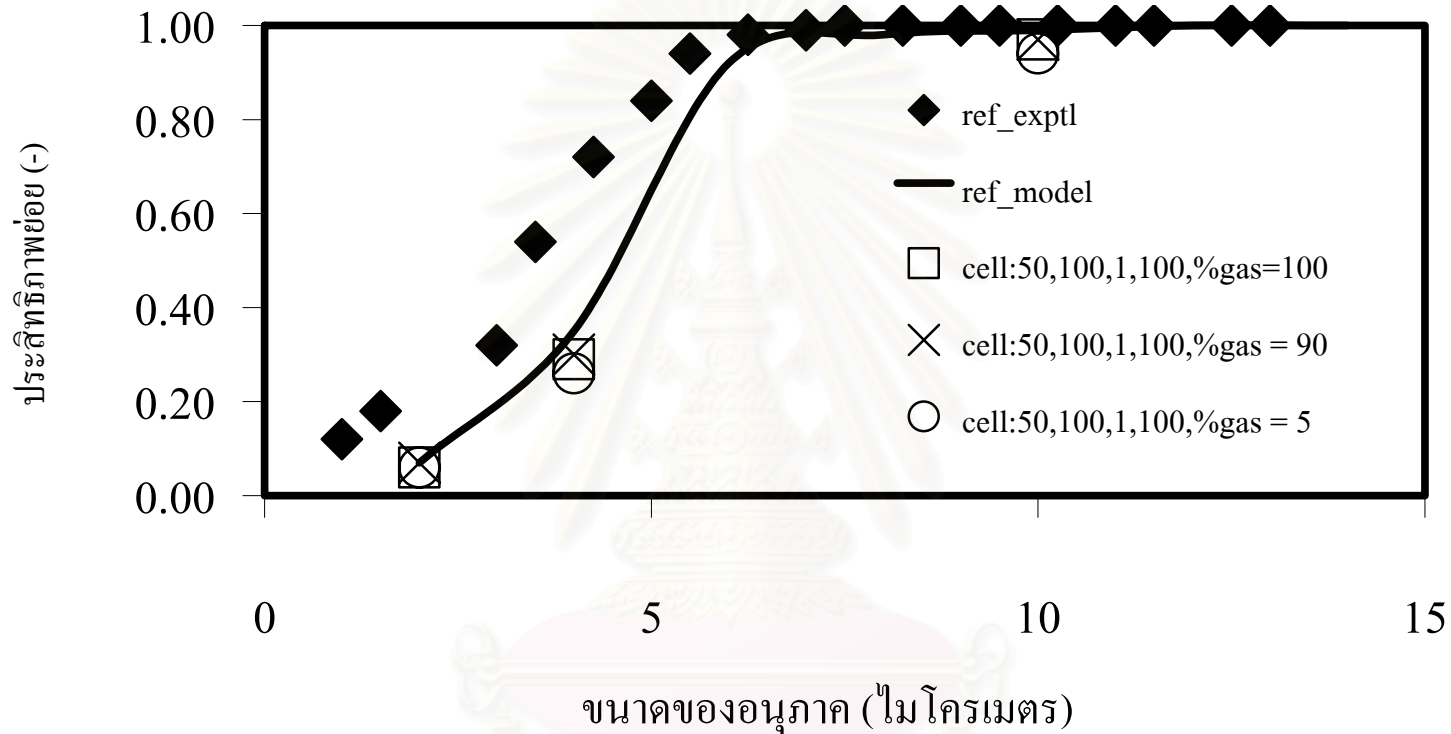 1.00
0.80
0.60
0.40
0.20
0.00
ประสิทธิภาพย่อย (-)
ref_exptl
ref_model
cell:50,100,1,100,%gas=100
cell:50,100,1,100,%gas = 90
cell:50,100,1,100,%gas = 5
0 5 10 15
ขนาดของอนุภาค (ไมโครเมตร)